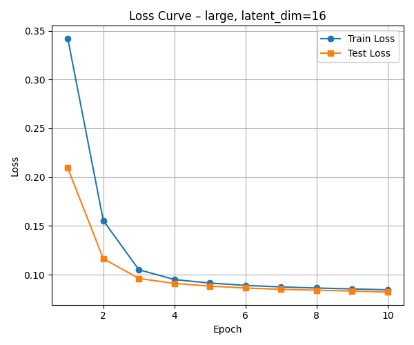 Loss Curve – large, latent_dim=16
Train Loss
Test Loss
0.35
0.30
0.25
0.20
0.15
0.10
Loss
2
4
6
8
10
Epoch